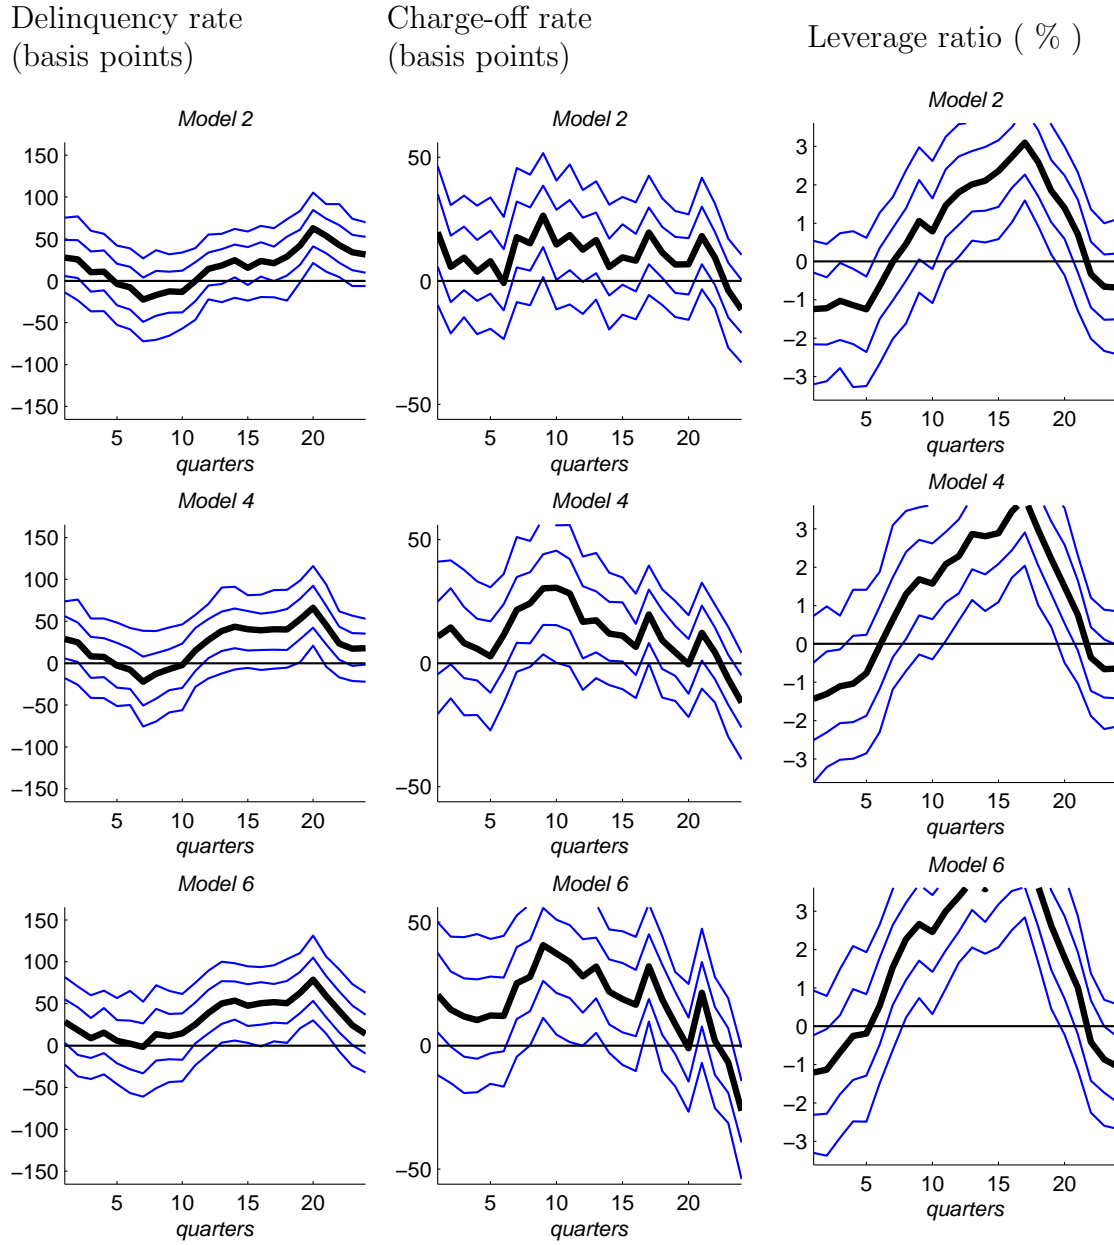 Delinquency rate
(basis points)
Charge-off rate
(basis points)
Leverage ratio ( % )
Model 2
150
100
50
0
−50
−100
−150
5 10 15 20
quarters
Model 2
50
0
−50
5 10 15 20
quarters
Model 2
3
2
1
0
−1
−2
−3
5 10 15 20
quarters
Model 4
150
100
50
0
−50
−100
−150
5 10 15 20
quarters
Model 4
50
0
−50
5 10 15 20
quarters
Model 4
3
2
1
0
−1
−2
−3
5 10 15 20
quarters
Model 6
150
100
50
0
−50
−100
−150
5 10 15 20
quarters
Model 6
50
0
−50
5 10 15 20
quarters
Model 6
3
2
1
0
−1
−2
−3
5 10 15 20
quarters